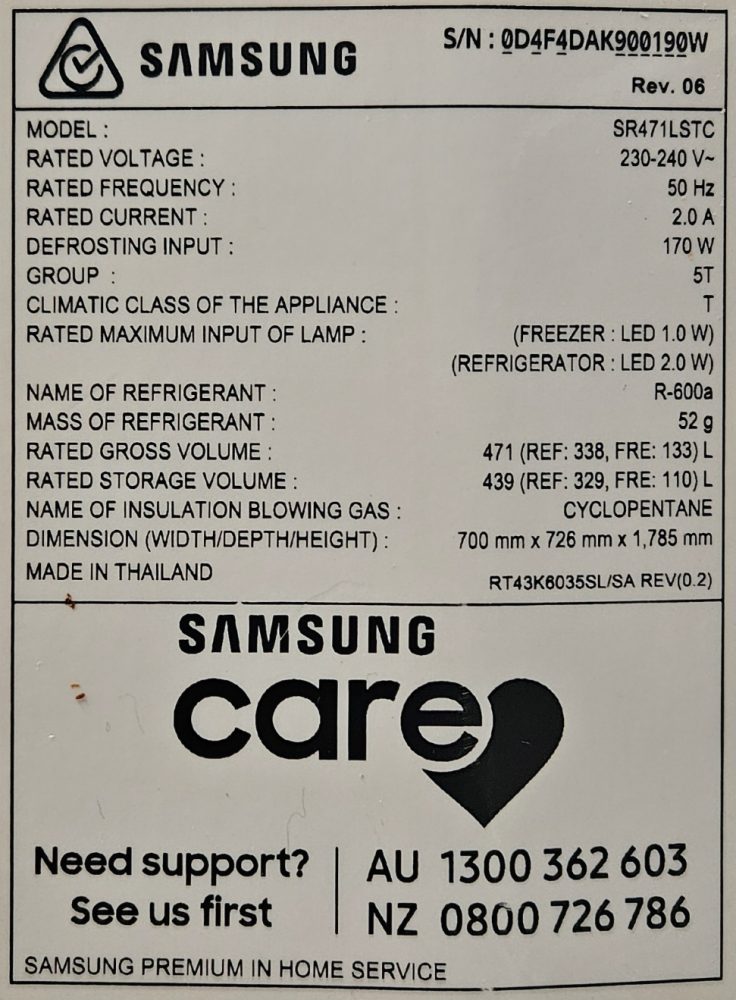 SAMSUNG
S/N : 0D4F4DAK900190W
Rev. 06
MODEL : SR471LSTC
RATED VOLTAGE : 230-240 V~
RATED FREQUENCY : 50 Hz
RATED CURRENT : 2.0 A
DEFROSTING INPUT : 170 W
GROUP : 5T
CLIMATIC CLASS OF THE APPLIANCE : T
RATED MAXIMUM INPUT OF LAMP : (FREEZER : LED 1.0 W)
(REFRIGERATOR : LED 2.0 W)
NAME OF REFRIGERANT : R-600a
MASS OF REFRIGERANT : 52 g
RATED GROSS VOLUME : 471 (REF: 338, FRE: 133) L
RATED STORAGE VOLUME : 439 (REF: 329, FRE: 110) L
NAME OF INSULATION BLOWING GAS : CYCLOPENTANE
DIMENSION (WIDTH/DEPTH/HEIGHT) : 700 mm x 726 mm x 1,785 mm
MADE IN THAILAND RT43K6035SL/SA REV(0.2)
SAMSUNG
care
Need support?
See us first
AU 1300 362 603
NZ 0800 726 786
SAMSUNG PREMIUM IN HOME SERVICE